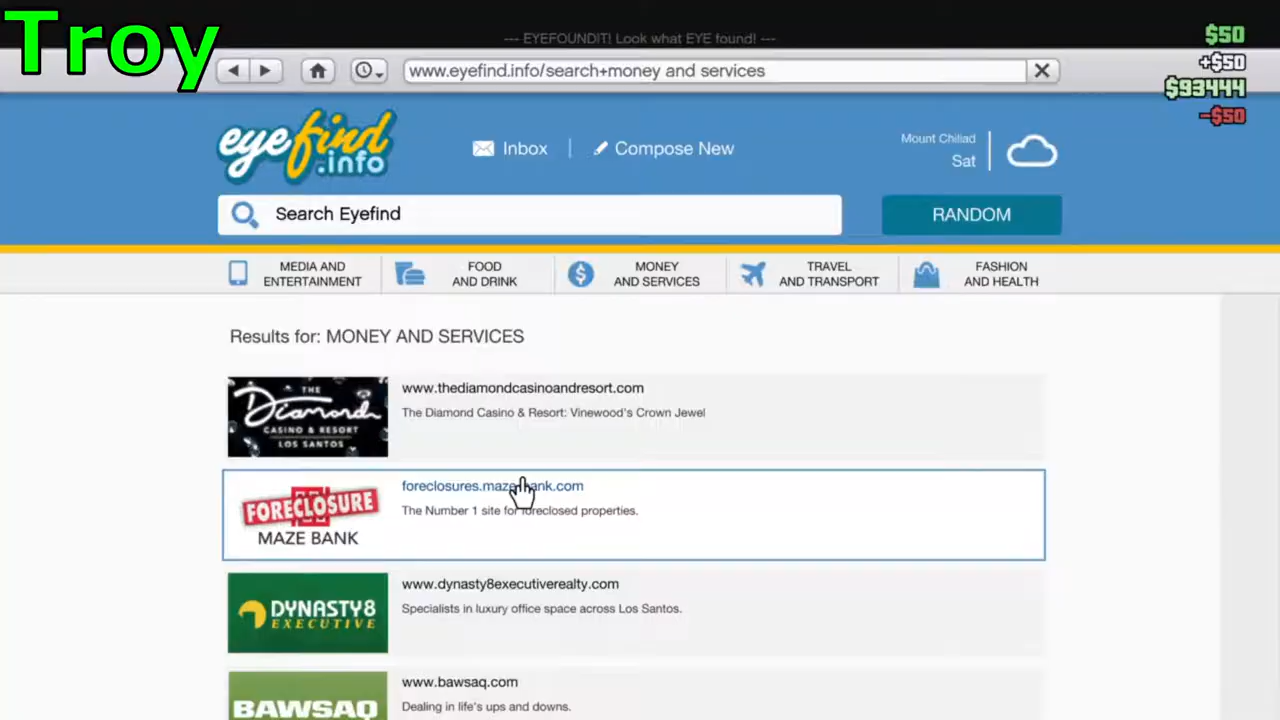 Troy
--- EYEFOUNDIT! Look what EYE found! ---
$50
+$50
$93444
-$50
www.eyefind.info/search+money and services
eyefind
.info
Inbox
Compose New
Mount Chiliad
Sat
Search Eyefind
RANDOM
MEDIA AND
ENTERTAINMENT
FOOD
AND DRINK
MONEY
AND SERVICES
TRAVEL
AND TRANSPORT
FASHION
AND HEALTH
Results for: MONEY AND SERVICES
THE
Diamond
CASINO & RESORT
LOS SANTOS
www.thediamondcasinoandresort.com
The Diamond Casino & Resort: Vinewood's Crown Jewel
FORECLOSURE
MAZE BANK
foreclosures.maze-bank.com
The Number 1 site for foreclosed properties.
DYNASTY8
EXECUTIVE
www.dynasty8executiverealty.com
Specialists in luxury office space across Los Santos.
BAWSAQ
www.bawsaq.com
Dealing in life's ups and downs.